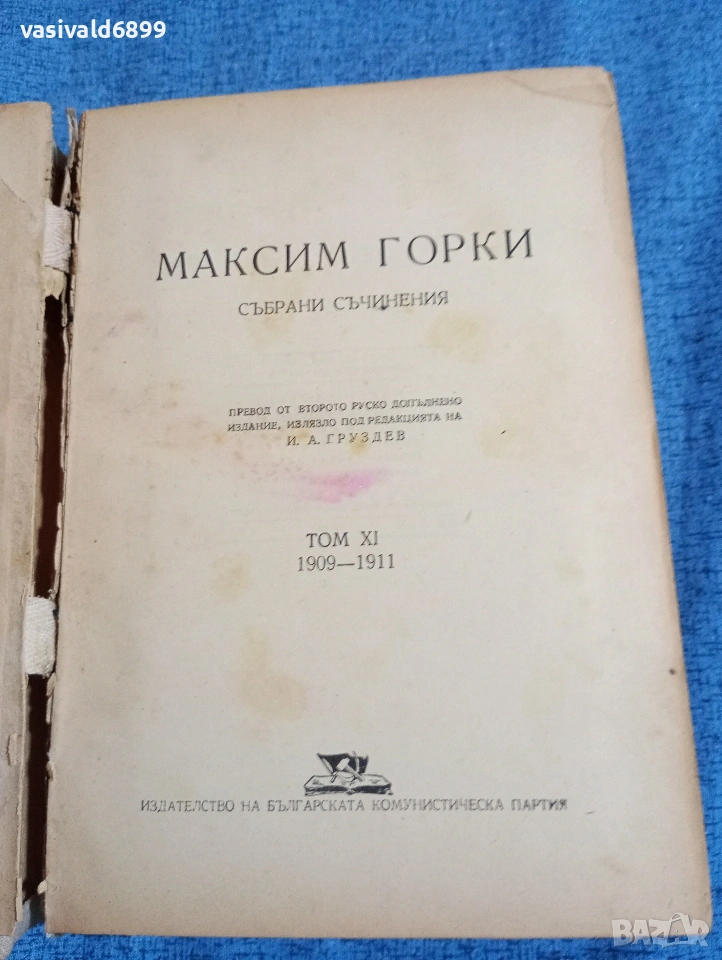 vasivald6899
МАКСИМ ГОРКИ
СЪБРАНИ СЪЧИНЕНИЯ
ПРЕВОД ОТ ВТОРОТО РУСКО ДОПЪЛНЕНО
ИЗДАНИЕ, ИЗЛЯЗЛО ПОД РЕДАКЦИЯТА НА
И. А. ГРУЗДЕВ
ТОМ XI
1909—1911
ИЗДАТЕЛСТВО НА БЪЛГАРСКАТА КОМУНИСТИЧЕСКА ПАРТИЯ
BAZAR